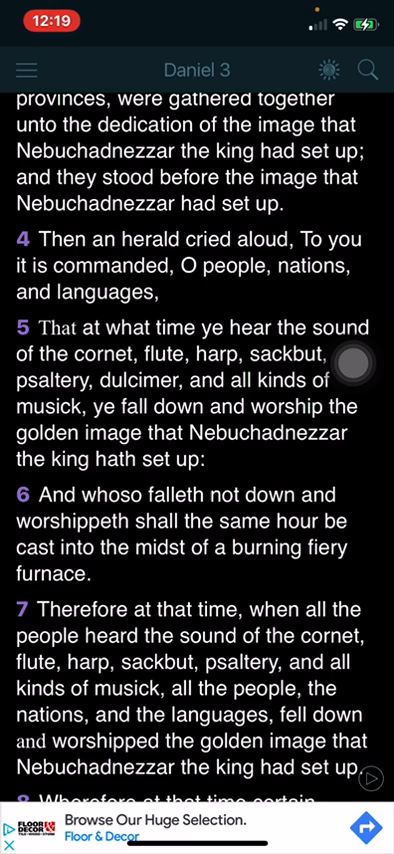 12:19
Daniel 3
provinces, were gathered together
unto the dedication of the image that
Nebuchadnezzar the king had set up;
and they stood before the image that
Nebuchadnezzar had set up.
4 Then an herald cried aloud, To you
it is commanded, O people, nations,
and languages,
5 That at what time ye hear the sound
of the cornet, flute, harp, sackbut,
psaltery, dulcimer, and all kinds of
musick, ye fall down and worship the
golden image that Nebuchadnezzar
the king hath set up:
6 And whoso falleth not down and
worshippeth shall the same hour be
cast into the midst of a burning fiery
furnace.
7 Therefore at that time, when all the
people heard the sound of the cornet,
flute, harp, sackbut, psaltery, and all
kinds of musick, all the people, the
nations, and the languages, fell down
and worshipped the golden image that
Nebuchadnezzar the king had set up.
8 Wherefore at that time certain
FLOOR & DECOR
Browse Our Huge Selection.
Floor & Decor